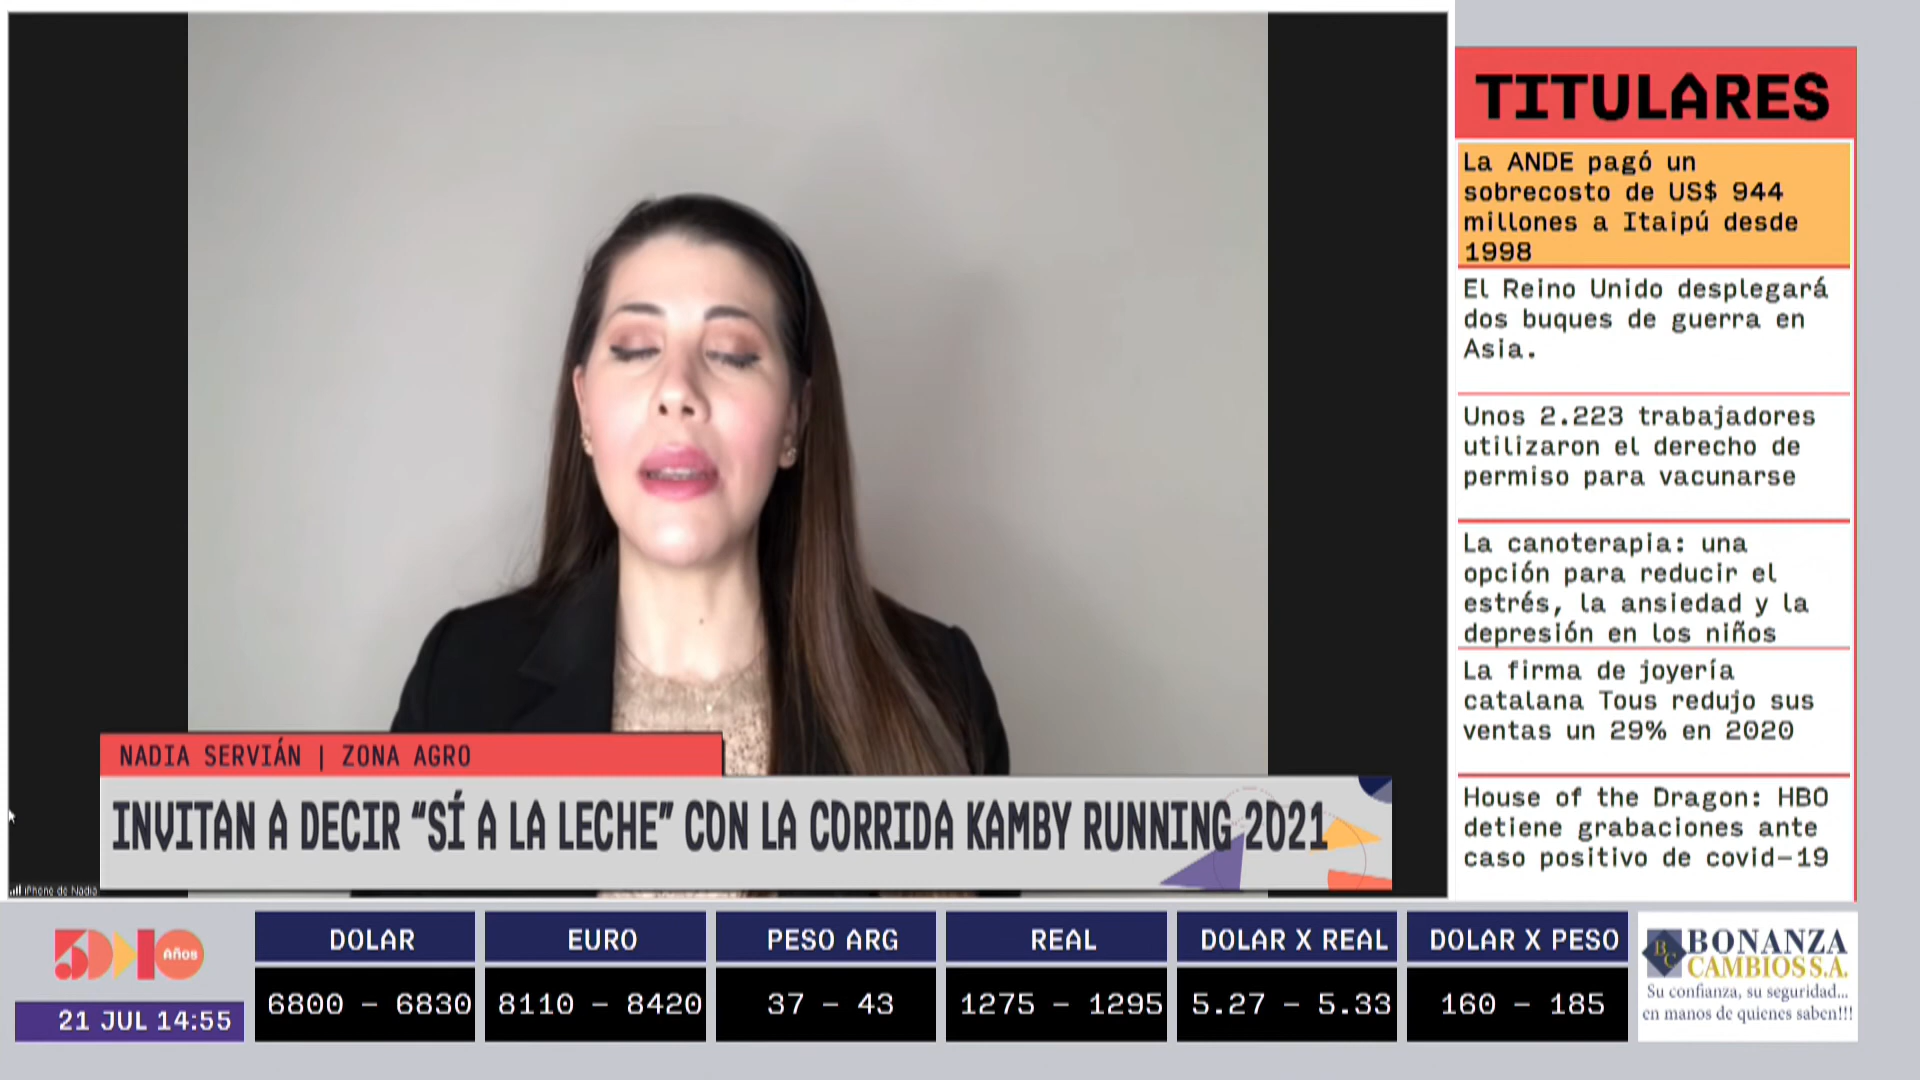 TITULARES
La ANDE pagó un
sobrecosto de US$ 944
millones a Itaipú desde
1998
El Reino Unido desplegará
dos buques de guerra en
Asia.
Unos 2.223 trabajadores
utilizaron el derecho de
permiso para vacunarse
La canoterapia: una
opción para reducir el
estrés, la ansiedad y la
depresión en los niños
La firma de joyería
catalana Tous redujo sus
ventas un 29% en 2020
House of the Dragon: HBO
detiene grabaciones ante
caso positivo de covid-19
NADIA SERVIÁN | ZONA AGRO
INVITAN A DECIR “SÍ A LA LECHE” CON LA CORRIDA KAMBY RUNNING 2021
iPhone de Nadia
5 Años
21 JUL 14:55
DOLAR
6800 - 6830
EURO
8110 - 8420
PESO ARG
37 - 43
REAL
1275 - 1295
DOLAR X REAL
5.27 - 5.33
DOLAR X PESO
160 - 185
BC BONANZA
CAMBIOS S.A.
Su confianza, su seguridad...
en manos de quienes saben!!!